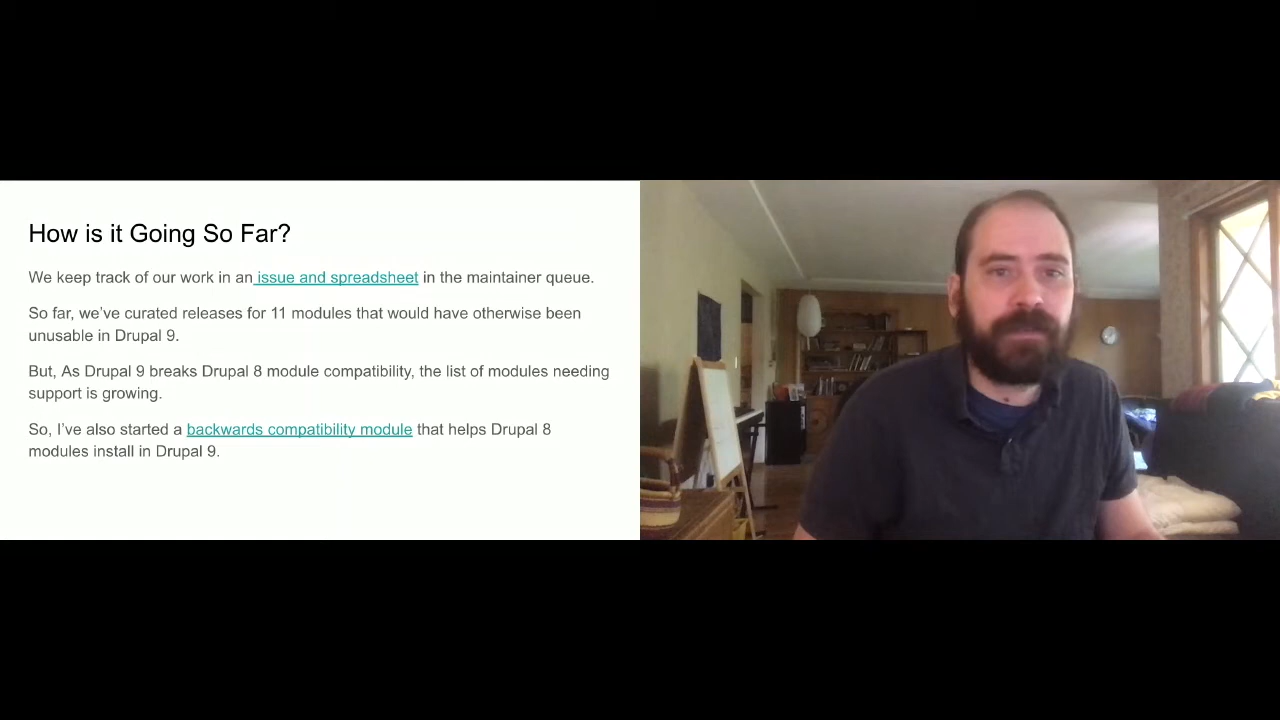 How is it Going So Far?
We keep track of our work in an issue and spreadsheet in the maintainer queue.
So far, we've curated releases for 11 modules that would have otherwise been
unusable in Drupal 9.
But, As Drupal 9 breaks Drupal 8 module compatibility, the list of modules needing
support is growing.
So, I've also started a backwards compatibility module that helps Drupal 8
modules install in Drupal 9.